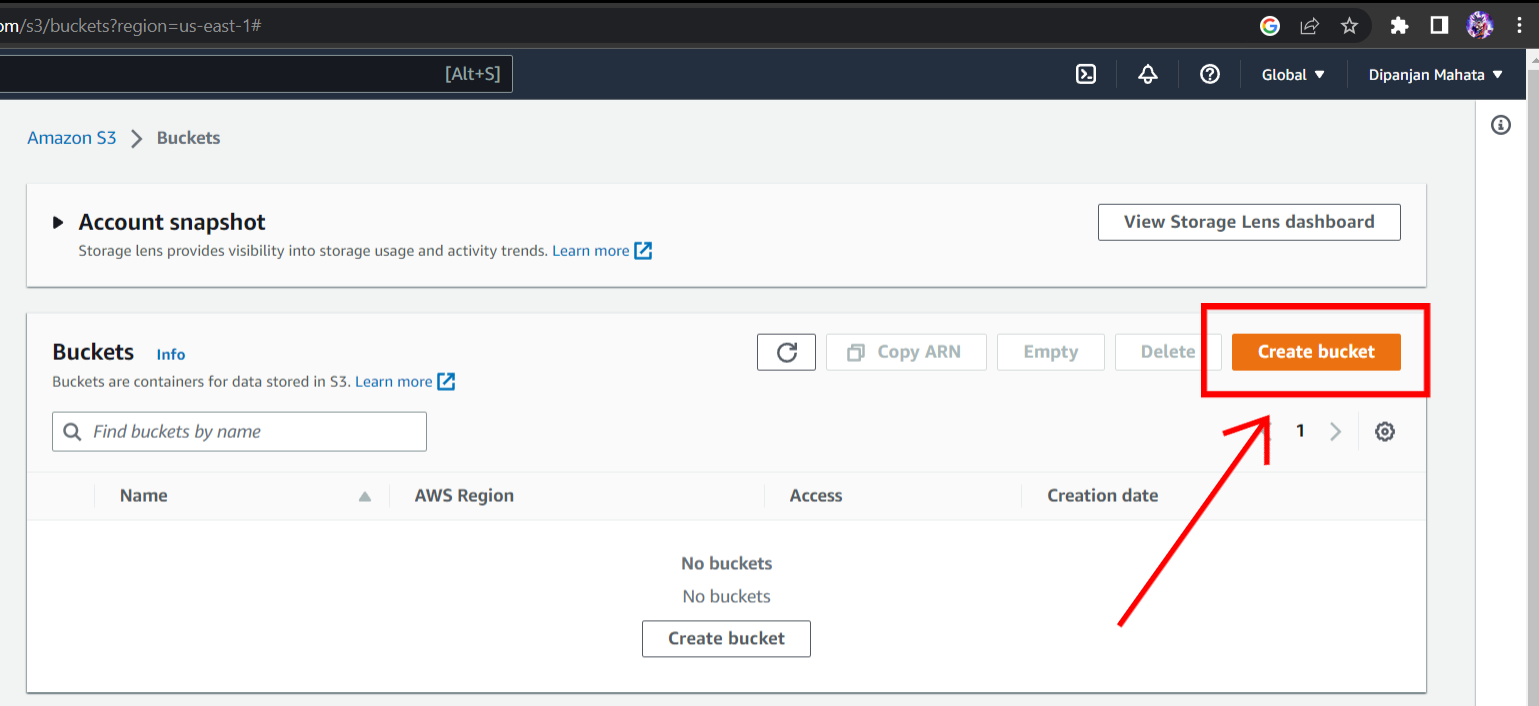 om/s3/buckets?region=us-east-1#
[Alt+S]
Global
Dipanjan Mahata
Amazon S3
Buckets
Account snapshot
Storage lens provides visibility into storage usage and activity trends. Learn more
View Storage Lens dashboard
Buckets Info
Buckets are containers for data stored in S3. Learn more
Copy ARN
Empty
Delete
Create bucket
Find buckets by name
1
Name
AWS Region
Access
Creation date
No buckets
No buckets
Create bucket